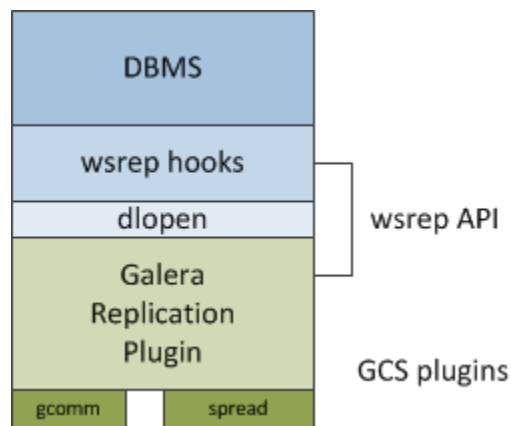 DBMS
wsrep hooks
dlopen
wsrep API
Galera
Replication
Plugin
GCS plugins
gcomm
spread